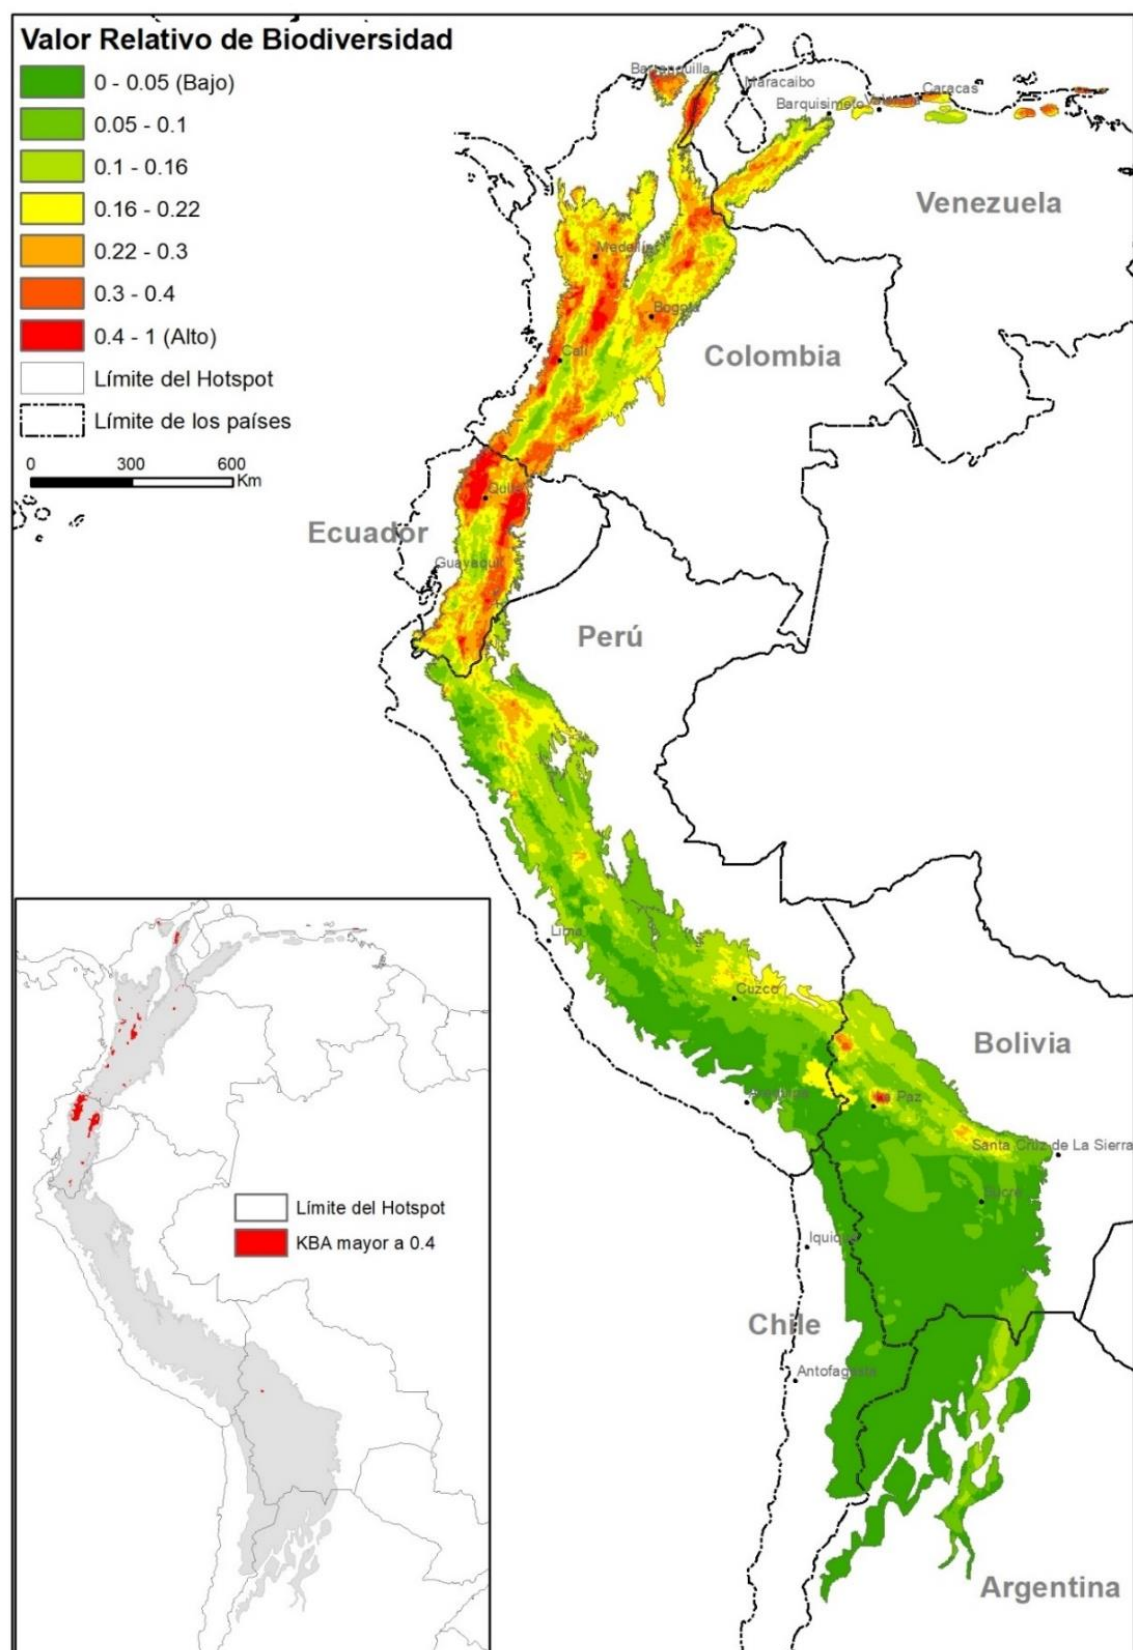 Valor Relativo de Biodiversidad
0 - 0.05 (Bajo)
0.05 - 0.1
0.1 - 0.16
0.16 - 0.22
0.22 - 0.3
0.3 - 0.4
0.4 - 1 (Alto)
Límite del Hotspot
Límite de los países
0 300 600
Km
Barranquilla
Maracaibo
Caracas
Barquisimeto
Valencia
Venezuela
Medellín
Bogotá
Colombia
Cali
Quito
Ecuador
Guayaquil
Perú
Lima
Cuzco
Bolivia
Arequipa
La Paz
Santa Cruz de La Sierra
Sucre
Iquique
Chile
Antofagasta
Argentina
Límite del Hotspot
KBA mayor a 0.4